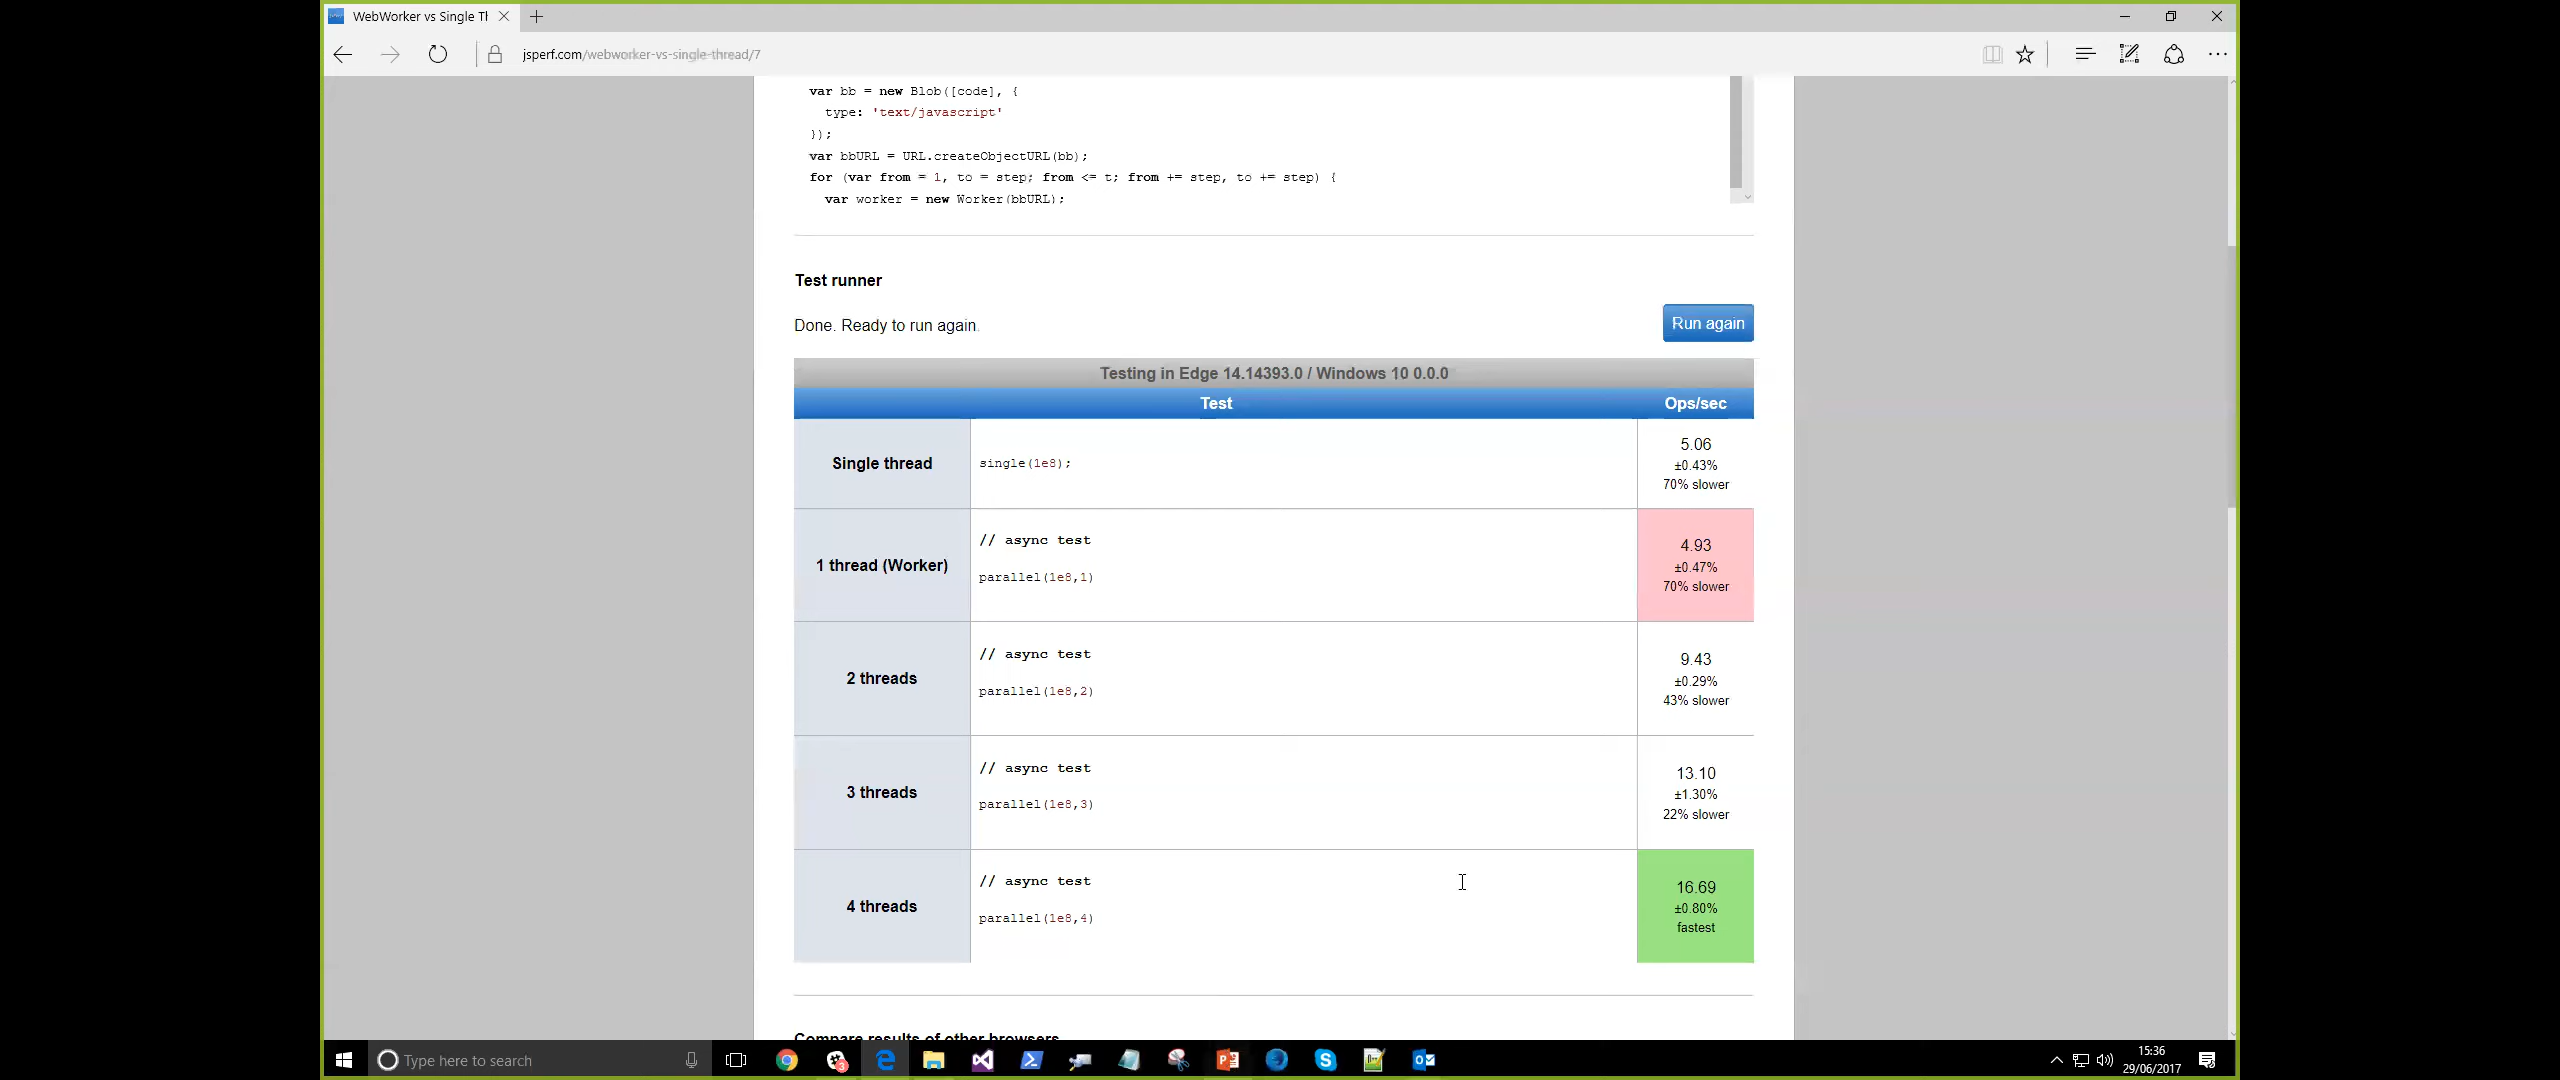 WebWorker vs Single Th
jsperf.com/webworker-vs-single-thread/7
var bb = new Blob([code], {
type: 'text/javascript'
});
var bbURL = URL.createObjectURL(bb);
for (var from = 1, to = step; from <= t; from += step, to += step) {
var worker = new Worker(bbURL);
Test runner
Done. Ready to run again.
Run again
Testing in Edge 14.14393.0 / Windows 10 0.0.0
Test Ops/sec
Single thread
single(1e8);
5.06
±0.43%
70% slower
1 thread (Worker)
// async test
parallel(1e8,1)
4.93
±0.47%
70% slower
2 threads
// async test
parallel(1e8,2)
9.43
±0.29%
43% slower
3 threads
// async test
parallel(1e8,3)
13.10
±1.30%
22% slower
4 threads
// async test
parallel(1e8,4)
16.69
±0.80%
fastest
Compare results of other browsers
Type here to search
3
15:36
29/06/2017